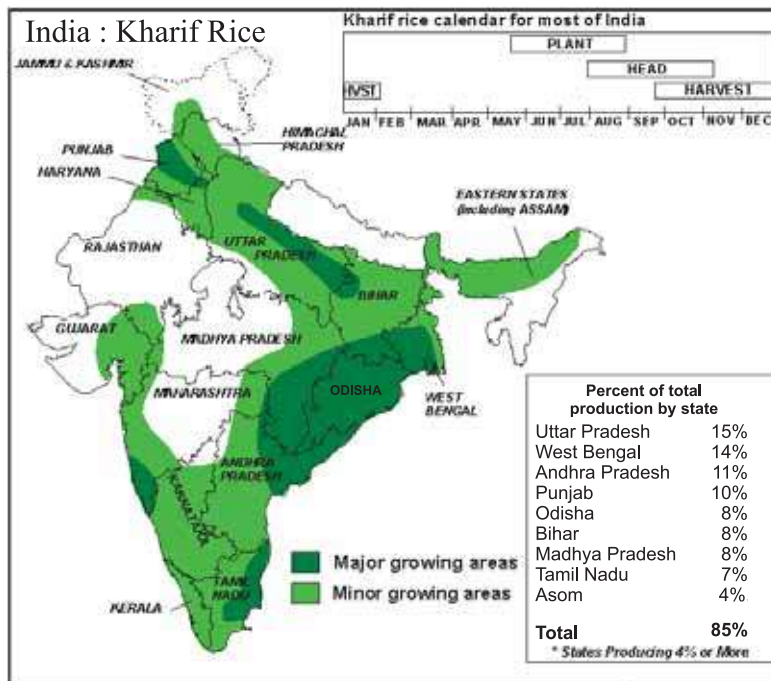 India : Kharif Rice
Kharif rice calendar for most of India
PLANT
HEAD
HVST
HARVEST
JAN FEB MAR APR MAY JUN JUL AUG SEP OCT NOV DEC
JAMMU & KASHMIR
HIMACHAL
PRADESH
PUNJAB
HARYANA
EASTERN STATES
(including ASSAM)
RAJASTHAN
UTTAR
PRADESH
BIHAR
GUJARAT
MADHYA PRADESH
MAHARASHTRA
ODISHA
WEST
BENGAL
ANDHRA
PRADESH
KARNATAKA
TAMIL
NADU
KERALA
Major growing areas
Minor growing areas
Percent of total
production by state
Uttar Pradesh 15%
West Bengal 14%
Andhra Pradesh 11%
Punjab 10%
Odisha 8%
Bihar 8%
Madhya Pradesh 8%
Tamil Nadu 7%
Asom 4%
Total 85%
* States Producing 4% or More